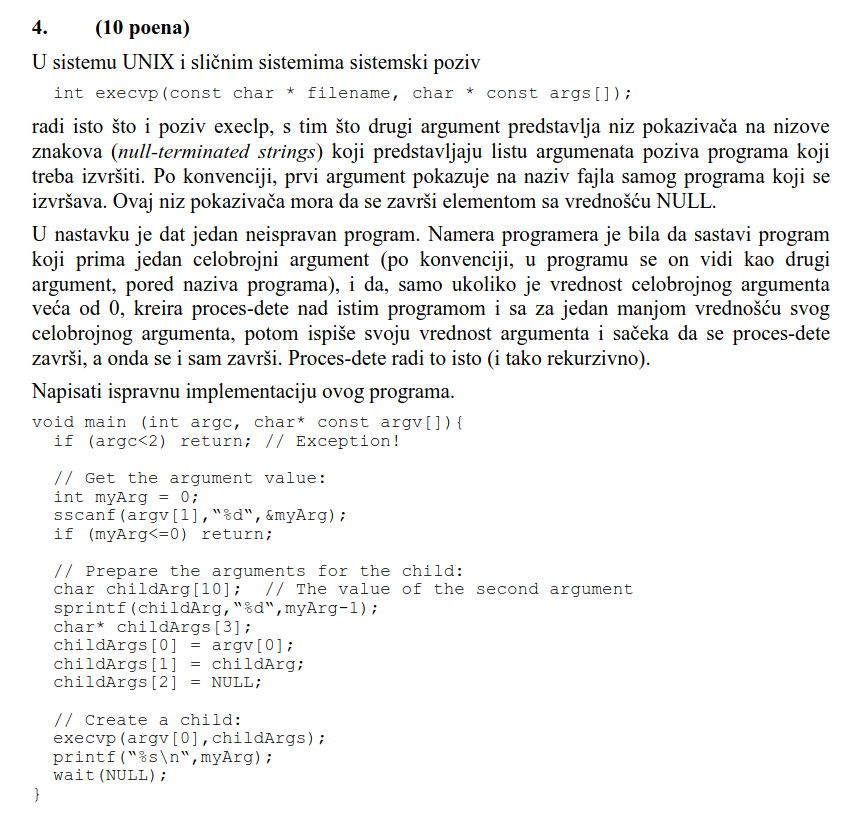 4. (10 poena)
U sistemu UNIX i sličnim sistemima sistemski poziv
int execvp(const char * filename, char * const args[]);
radi isto što i poziv execlp, s tim što drugi argument predstavlja niz pokazivača na nizove
znakova (null-terminated strings) koji predstavljaju listu argumenata poziva programa koji
treba izvršiti. Po konvenciji, prvi argument pokazuje na naziv fajla samog programa koji se
izvršava. Ovaj niz pokazivača mora da se završi elementom sa vrednošću NULL.
U nastavku je dat jedan neispravan program. Namera programera je bila da sastavi program
koji prima jedan celobrojni argument (po konvenciji, u programu se on vidi kao drugi
argument, pored naziva programa), i da, samo ukoliko je vrednost celobrojnog argumenta
veća od 0, kreira proces-dete nad istim programom i sa za jedan manjom vrednošću svog
celobrojnog argumenta, potom ispiše svoju vrednost argumenta i sačeka da se proces-dete
završi, a onda se i sam završi. Proces-dete radi to isto (i tako rekurzivno).
Napisati ispravnu implementaciju ovog programa.
void main (int argc, char* const argv[]){
  if (argc<2) return; // Exception!

  // Get the argument value:
  int myArg = 0;
  sscanf(argv[1],“%d“,&myArg);
  if (myArg<=0) return;

  // Prepare the arguments for the child:
  char childArg[10];  // The value of the second argument
  sprintf(childArg,“%d“,myArg-1);
  char* childArgs[3];
  childArgs[0] = argv[0];
  childArgs[1] = childArg;
  childArgs[2] = NULL;

  // Create a child:
  execvp(argv[0],childArgs);
  printf(“%s\n“,myArg);
  wait(NULL);
}